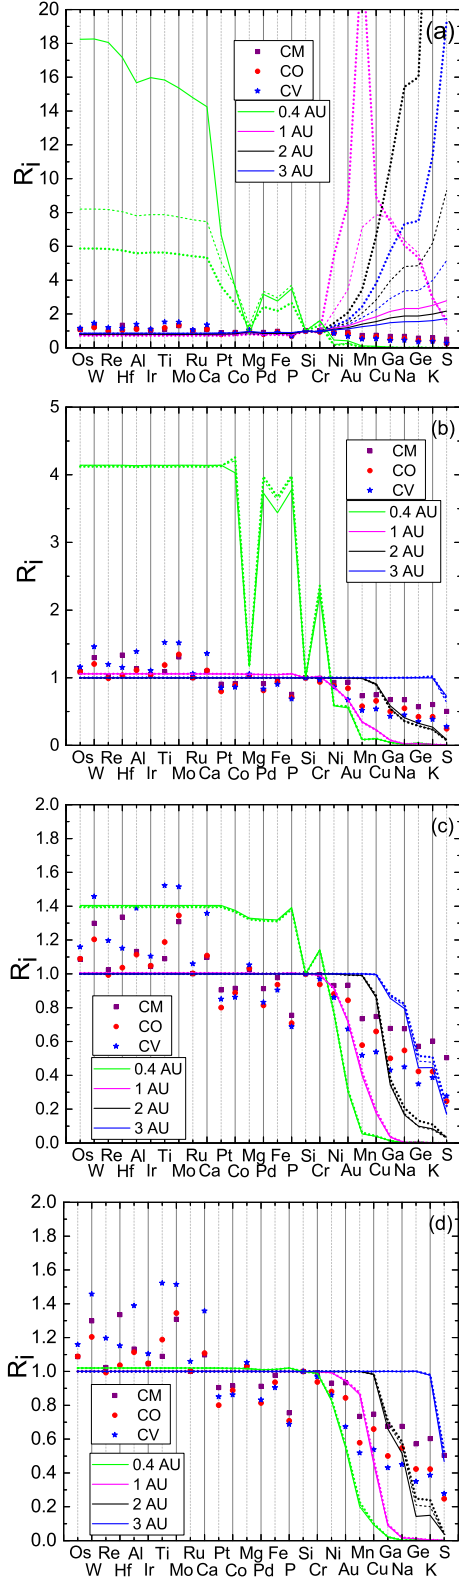 20
(a)
18
CM
CO
16
CV
14
0.4 AU
12
1 AU
2 AU
10
3 AU
Ri
8
6
4
2
0
Os Re Al Ti Ru Pt Mg Fe Si Ni Mn Ga Ge S
W Hf Ir Mo Ca Co Pd P Cr Au Cu Na K
5
(b)
CM
CO
4
CV
0.4 AU
1 AU
3
2 AU
3 AU
Ri
2
1
0
Os Re Al Ti Ru Pt Mg Fe Si Ni Mn Ga Ge S
W Hf Ir Mo Ca Co Pd P Cr Au Cu Na K
2.0
(c)
1.8
1.6
1.4
1.2
Ri
1.0
0.8
CM
CO
0.6
CV
0.4
0.4 AU
1 AU
0.2
2 AU
3 AU
0.0
Os Re Al Ti Ru Pt Mg Fe Si Ni Mn Ga Ge S
W Hf Ir Mo Ca Co Pd P Cr Au Cu Na K
2.0
(d)
1.8
1.6
1.4
1.2
Ri
1.0
0.8
CM
CO
0.6
CV
0.4
0.4 AU
1 AU
0.2
2 AU
3 AU
0.0
Os Re Al Ti Ru Pt Mg Fe Si Ni Mn Ga Ge S
W Hf Ir Mo Ca Co Pd P Cr Au Cu Na K